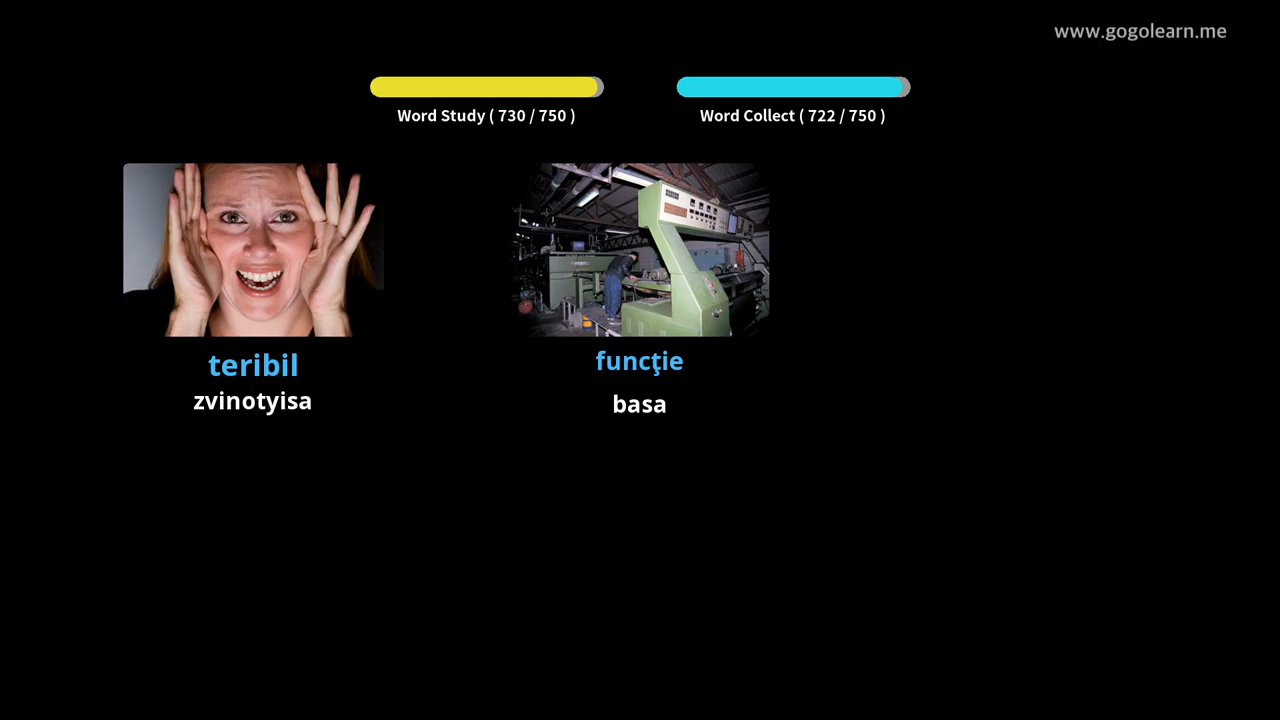 www.gogolearn.me
Word Study ( 730 / 750 )
Word Collect ( 722 / 750 )
teribil
zvinotyisa
funcţie
basa